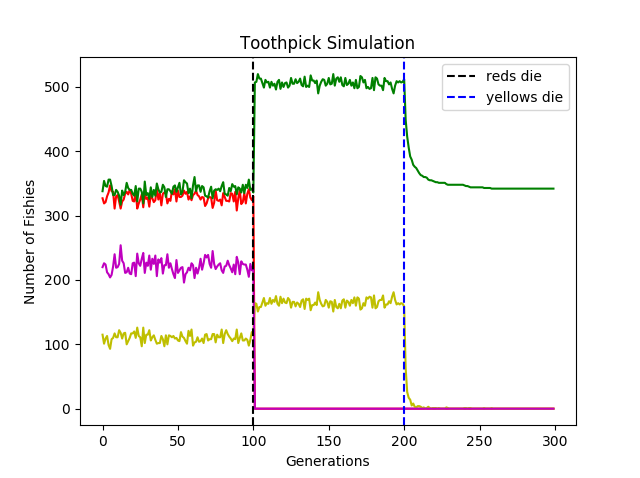 Toothpick Simulation
reds die
yellows die
Number of Fishies
500
400
300
200
100
0
0 50 100 150 200 250 300
Generations